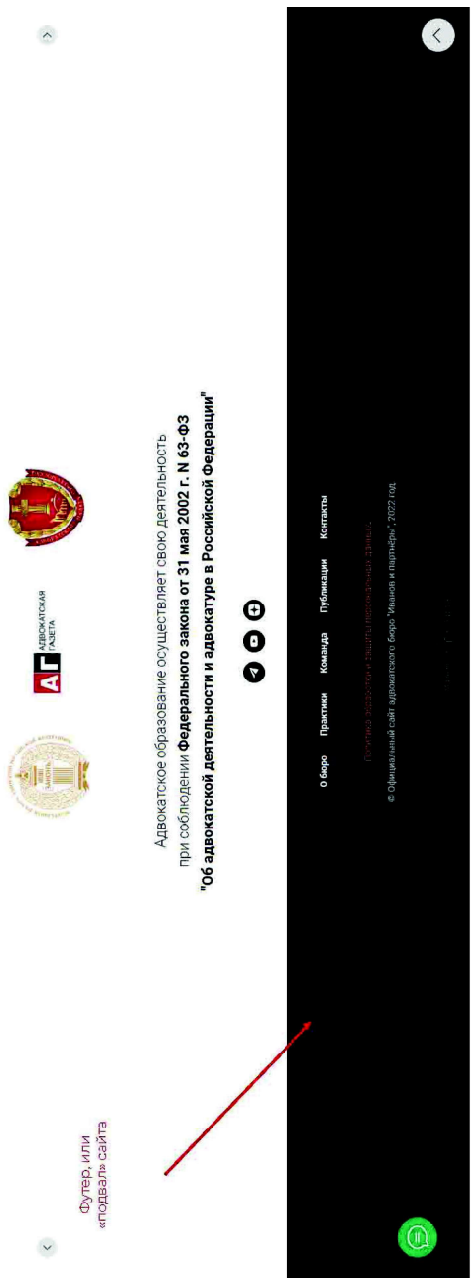 АГ АДВОКАТСКАЯ
ГАЗЕТА
Адвокатское образование осуществляет свою деятельность
при соблюдении Федерального закона от 31 мая 2002 г. N 63-ФЗ
"Об адвокатской деятельности и адвокатуре в Российской Федерации"
Футер, или
«подвал» сайта
О бюро Практики Команда Публикации Контакты
Политика обработки и защиты персональных данных
© Официальный сайт адвокатского бюро "Иванов и партнёры", 2022 год